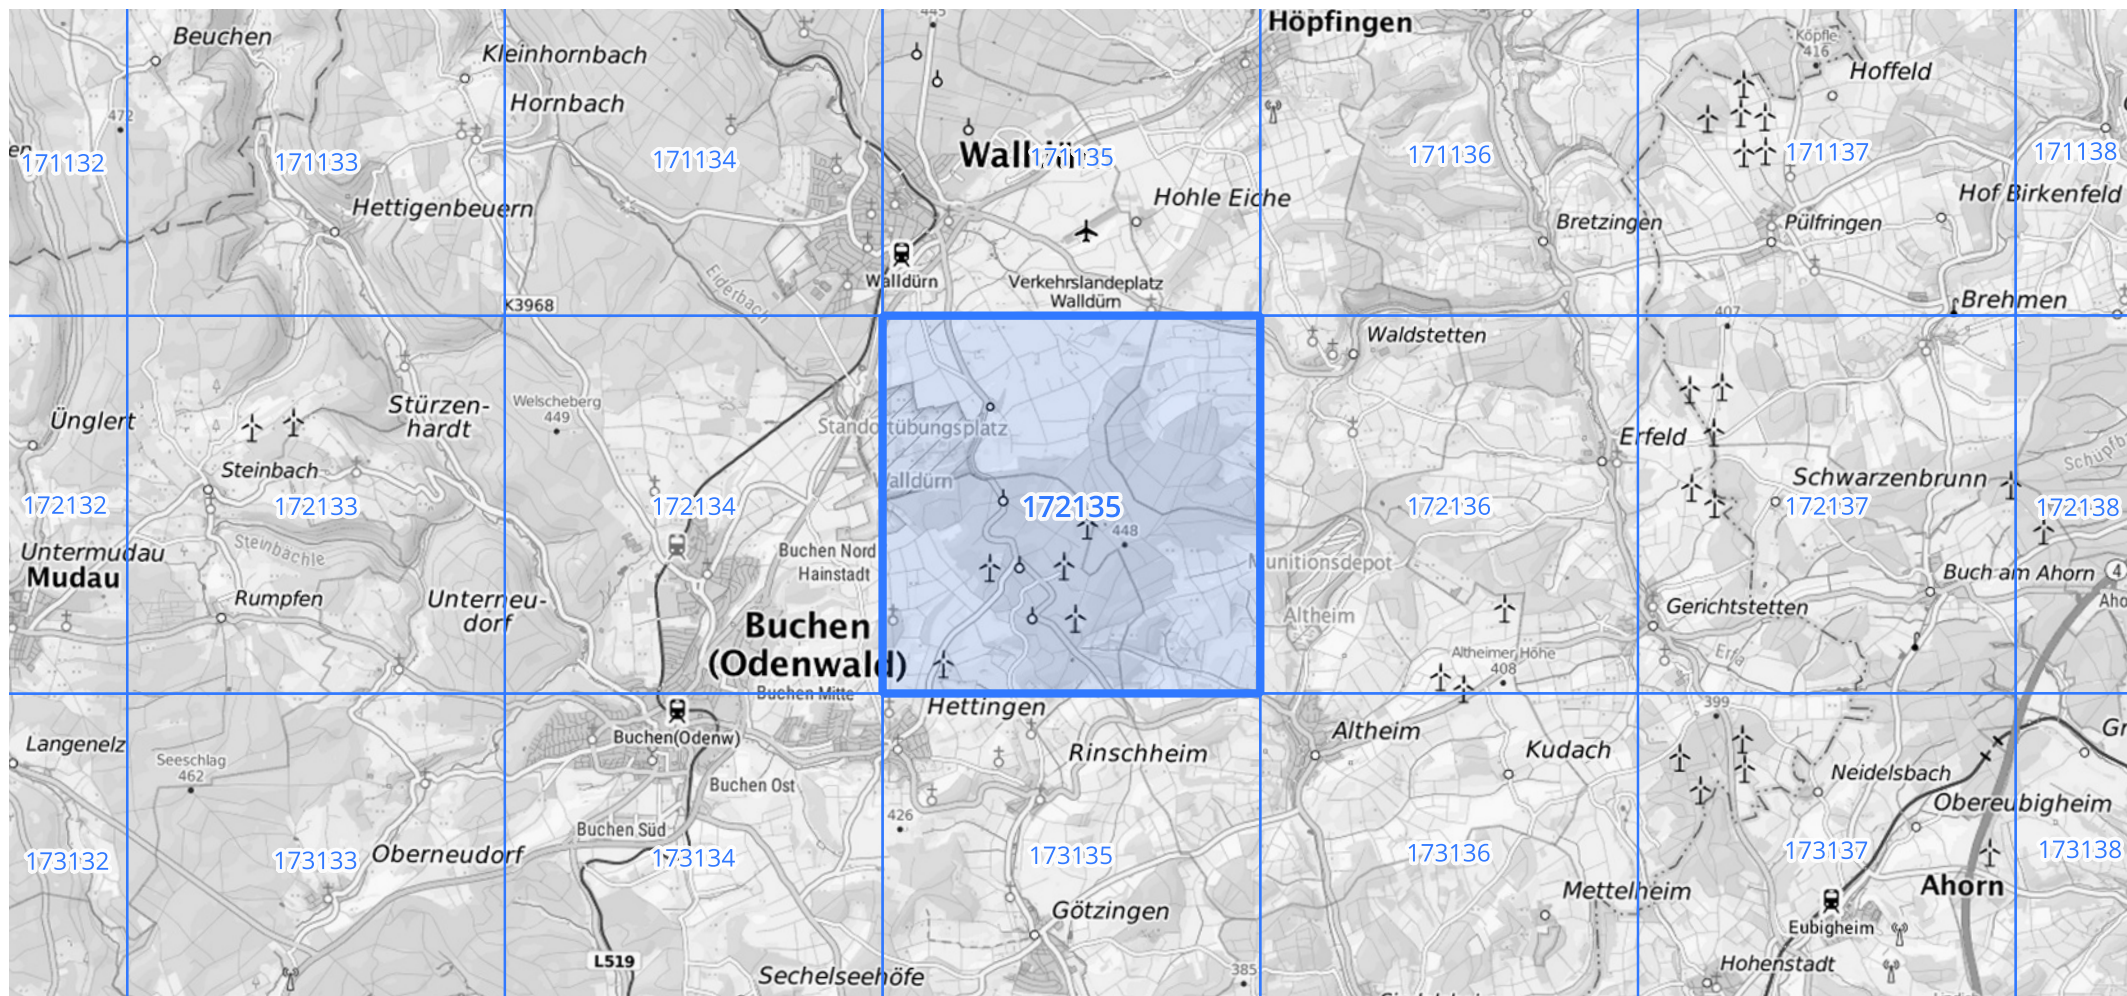 Beuchen
Kleinhornbach
445
Höpfingen
Köpfle
416
Hoffeld
472
Hornbach
171132
171133
171134
171135
171136
171137
171138
Hettigenbeuern
Hohle Eiche
Bretzingen
Pülfringen
Hof Birkenfeld
Eiderbach
Walldürn
Verkehrslandeplatz
Walldürn
K3968
Brehmen
407
Waldstetten
Welscheberg
449
Stürzen-
hardt
Ünglert
Standortübungsplatz
Walldürn
Erfeld
Steinbach
Schwarzenbrunn
172132
172133
172134
172135
172136
172137
172138
448
Steinbächle
Untermudau
Mudau
Buchen Nord
Hainstadt
Munitionsdepot
Buch am Ahorn
4
Rumpfen
Unterneu-
dorf
Altheim
Gerichtstetten
Buchen
(Odenwald)
Altheimer Höhe
408
Erfa
Buchen Mitte
Hettingen
399
Langenelz
Seeschlag
462
Buchen(Odenw)
Rinschheim
Altheim
Kudach
Neidelsbach
Buchen Ost
Obereubigheim
426
Buchen Süd
173132
173133
Oberneudorf
173134
173135
173136
173137
173138
Mettelheim
Ahorn
Götzingen
Eubigheim
L519
Sechelseehöfe
385
Hohenstadt